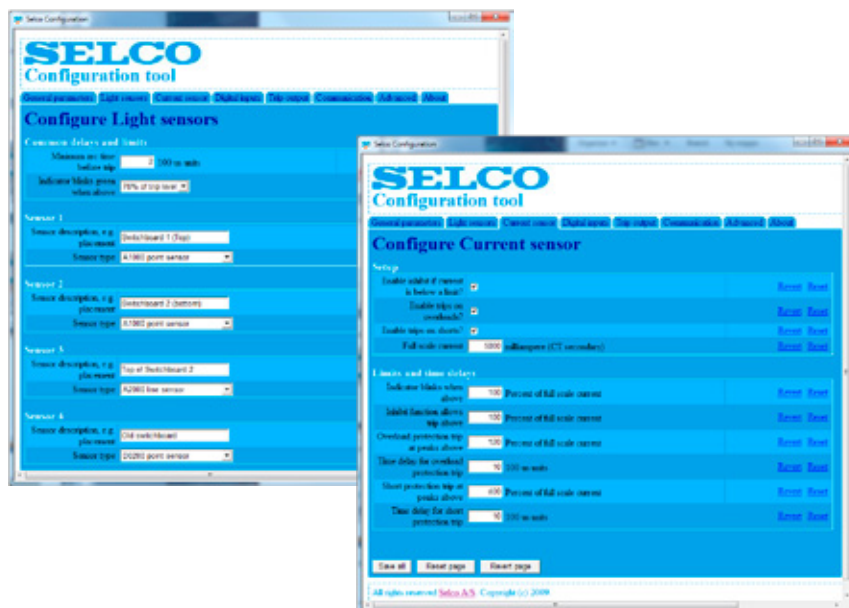 Selco Configuration
SELCO
Configuration tool
General parameters Light sensors Current sensor Digital inputs Trip output Communication Advanced About
Configure Light sensors
Common delays and limits
Minimum arc time before trip
2 100 us units
Indicator blinks green when above
Sensor 1
Sensor description, e.g. placement
Switchboard 1 (Top)
Sensor type
A1000 point sensor
Sensor 2
Sensor description, e.g. placement
Switchboard 2 (bottom)
Sensor type
A1000 point sensor
Sensor 3
Sensor description, e.g. placement
Top of Switchboard 2
Sensor type
A2000 line sensor
Sensor 4
Sensor description, e.g. placement
Old switchboard
Sensor type
D0200 point sensor
Selco Configuration
SELCO
Configuration tool
General parameters Light sensors Current sensor Digital inputs Trip output Communication Advanced About
Configure Current sensor
Setup
Enable inhibit if current is below a limit?
Revert Reset
Enable trips on overloads?
Revert Reset
Enable trips on shorts?
Revert Reset
Full scale current
5000 milliampere (CT secondary)
Revert Reset
Limits and time delays
Indicator blinks when above
100 Percent of full scale current
Revert Reset
Inhibit function allows trip above
100 Percent of full scale current
Revert Reset
Overload protection trip at peaks above
100 Percent of full scale current
Revert Reset
Time delay for overload protection trip
10 100 us units
Revert Reset
Short protection trip at peaks above
Percent of full scale current
Revert Reset
Time delay for short protection trip
10 100 us units
Revert Reset
Save all Reset page Revert page
All rights reserved Selco A/S. Copyright (c) 2009